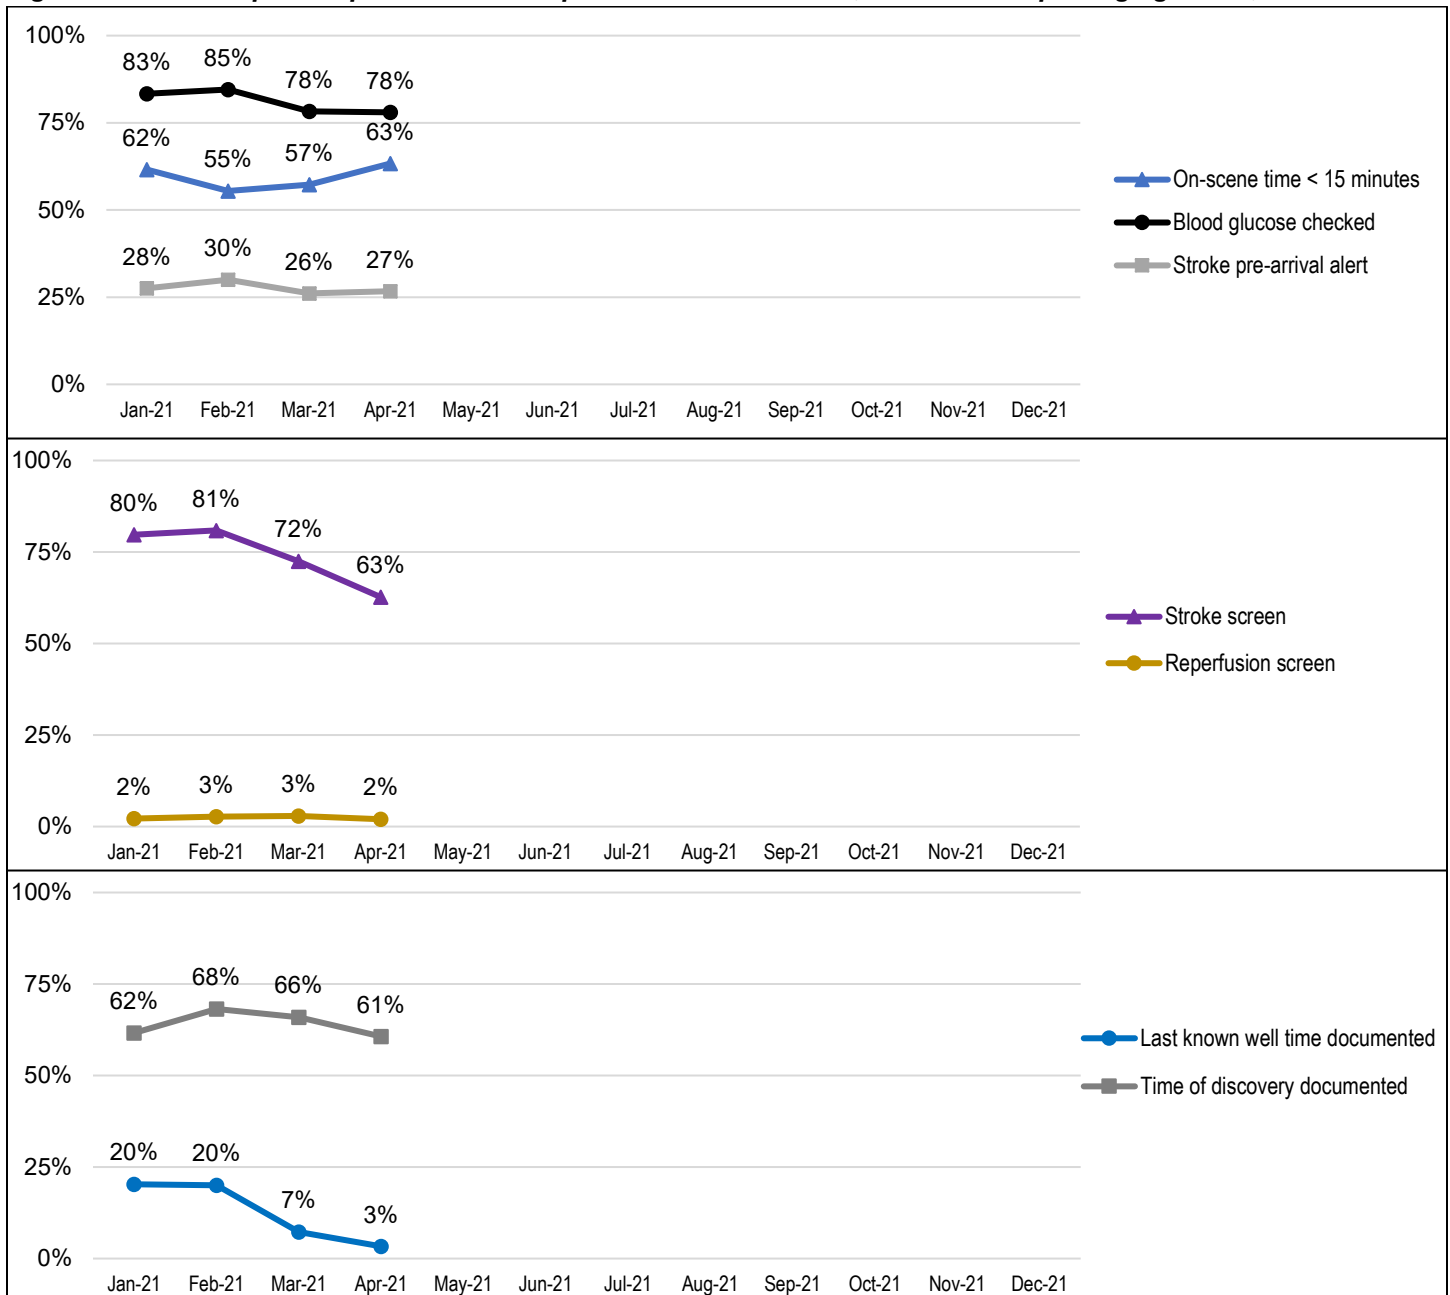 100%
83% 85% 78% 78%
75%
62% 55% 57% 63%
50%
28% 30% 26% 27%
25%
0%
Jan-21 Feb-21 Mar-21 Apr-21 May-21 Jun-21 Jul-21 Aug-21 Sep-21 Oct-21 Nov-21 Dec-21
On-scene time < 15 minutes
Blood glucose checked
Stroke pre-arrival alert
100%
80% 81% 72% 63%
75%
50%
25%
2% 3% 3% 2%
0%
Jan-21 Feb-21 Mar-21 Apr-21 May-21 Jun-21 Jul-21 Aug-21 Sep-21 Oct-21 Nov-21 Dec-21
Stroke screen
Reperfusion screen
100%
75%
62% 68% 66% 61%
50%
25%
20% 20% 7% 3%
0%
Jan-21 Feb-21 Mar-21 Apr-21 May-21 Jun-21 Jul-21 Aug-21 Sep-21 Oct-21 Nov-21 Dec-21
Last known well time documented
Time of discovery documented